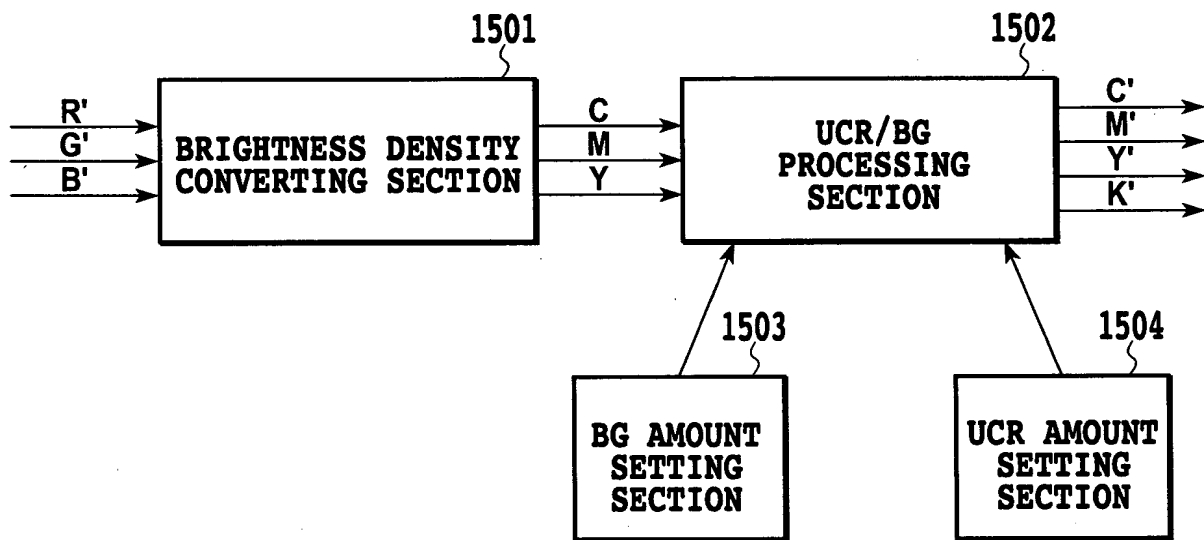 1501
1502
R'
G'
B'
BRIGHTNESS DENSITY
CONVERTING SECTION
C
M
Y
UCR/BG
PROCESSING
SECTION
C'
M'
Y'
K'
1503
1504
BG AMOUNT
SETTING
SECTION
UCR AMOUNT
SETTING
SECTION